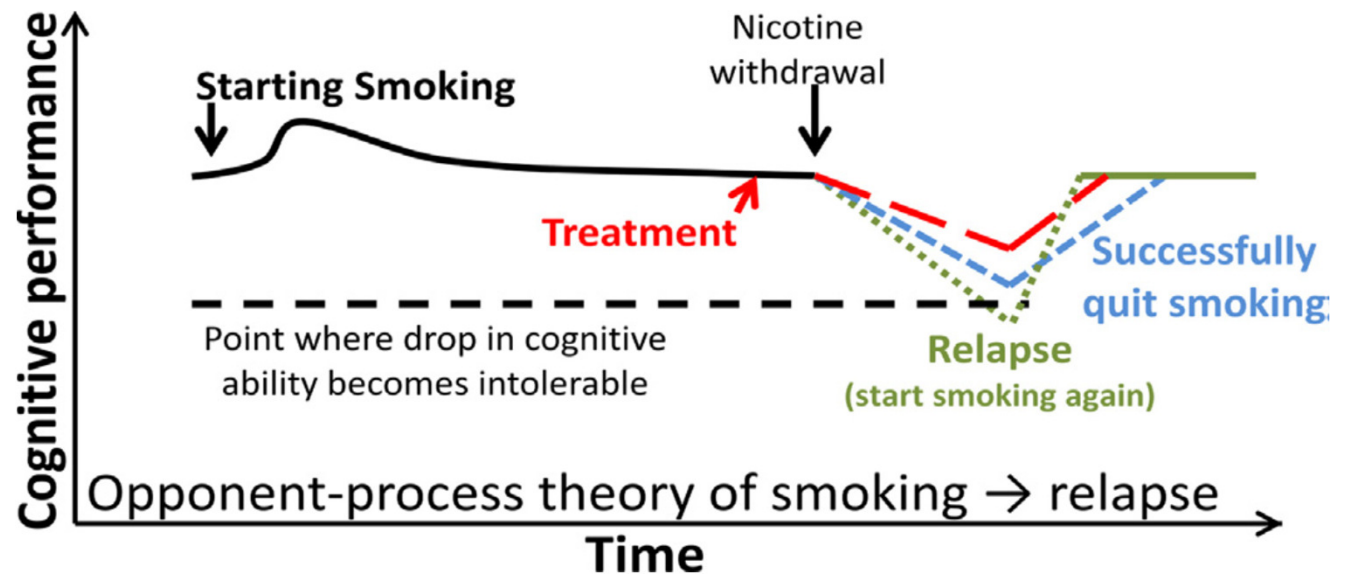 Cognitive performance
Starting Smoking
Nicotine
withdrawal
Treatment
Successfully
quit smoking
Point where drop in cognitive
ability becomes intolerable
Relapse
(start smoking again)
Opponent-process theory of smoking → relapse
Time